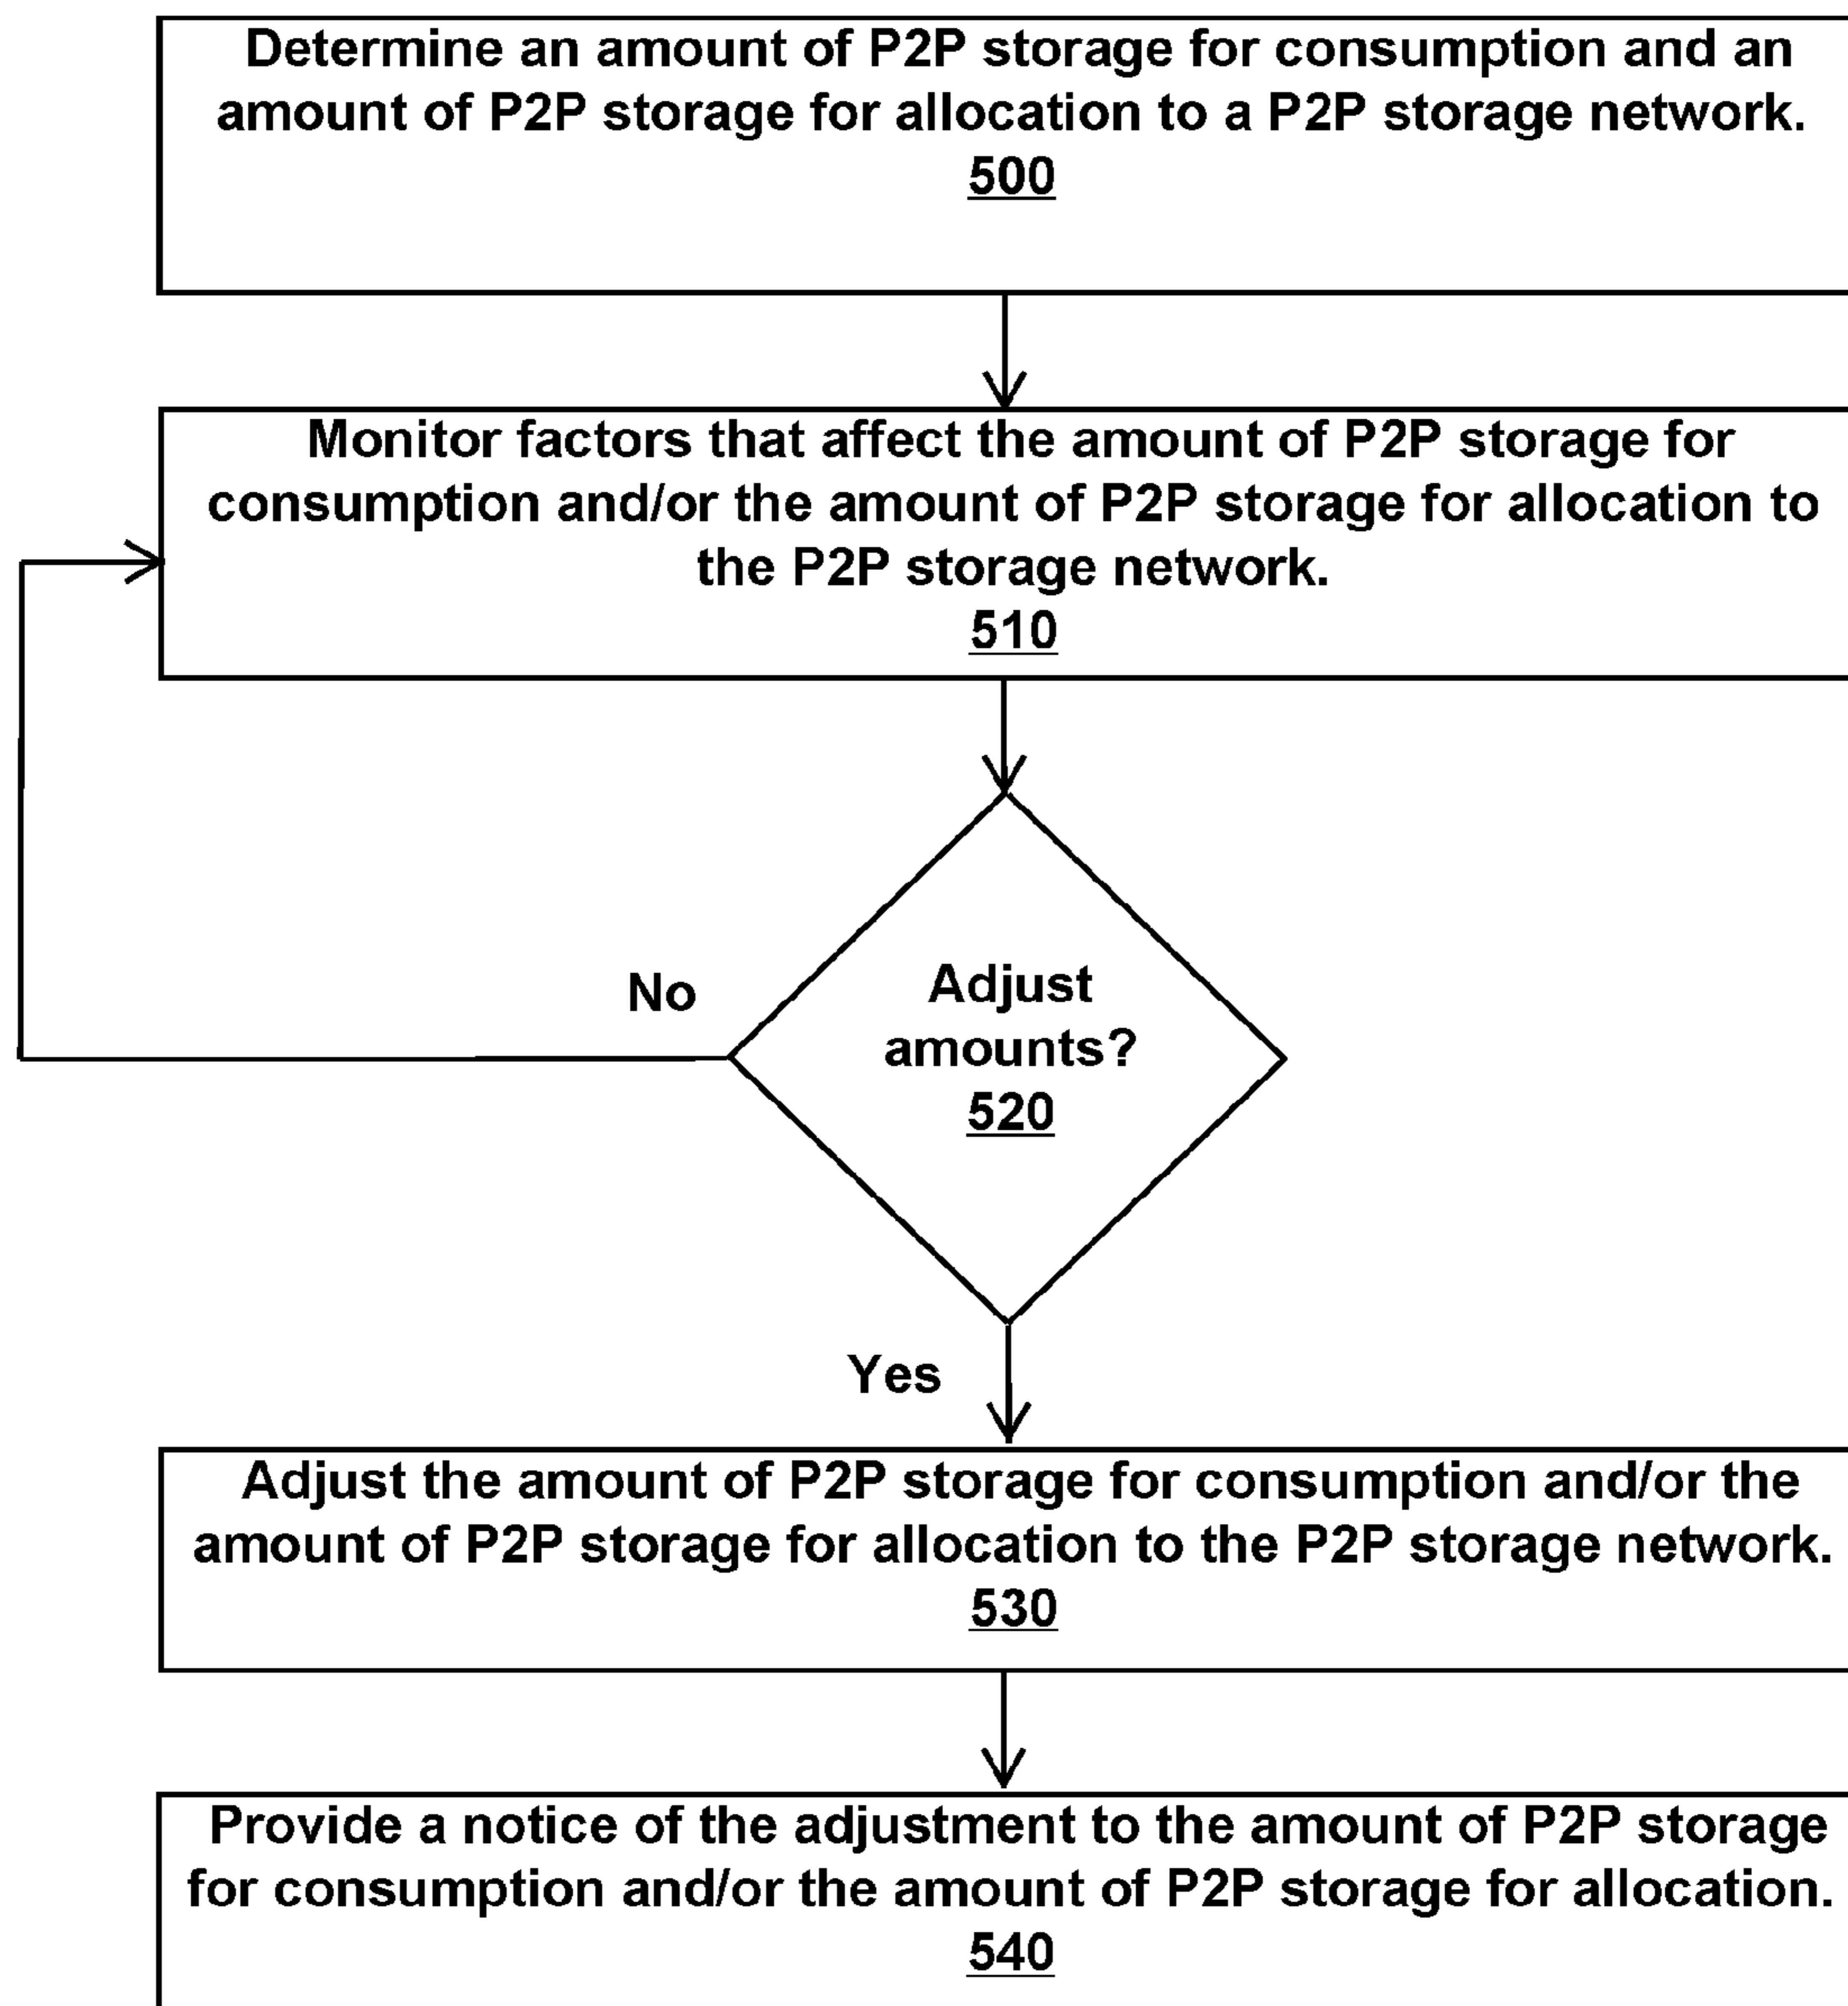 Determine an amount of P2P storage for consumption and an
amount of P2P storage for allocation to a P2P storage network.
500
Monitor factors that affect the amount of P2P storage for
consumption and/or the amount of P2P storage for allocation to
the P2P storage network.
510
Adjust
amounts?
520
No
Yes
Adjust the amount of P2P storage for consumption and/or the
amount of P2P storage for allocation to the P2P storage network.
530
Provide a notice of the adjustment to the amount of P2P storage
for consumption and/or the amount of P2P storage for allocation.
540